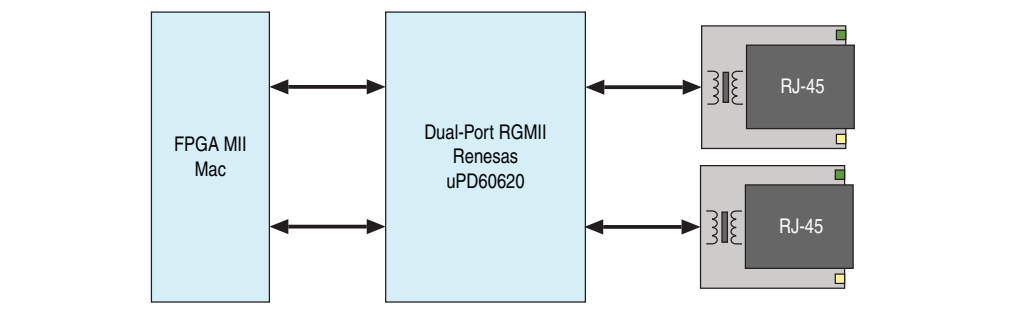 FPGA MII
Mac
Dual-Port RGMII
Renesas
uPD60620
RJ-45
RJ-45